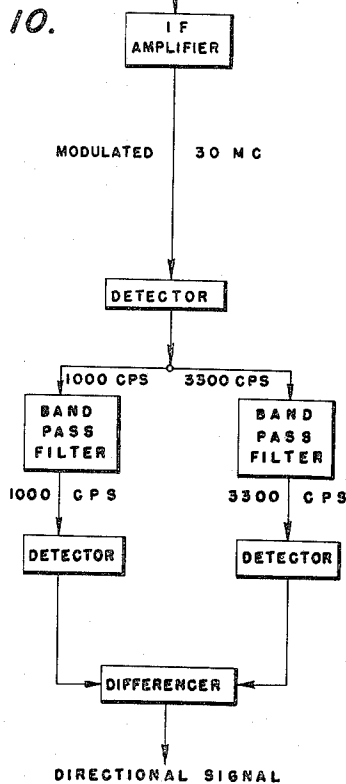 10.
IF
AMPLIFIER
MODULATED 30 MC
DETECTOR
1000 CPS 3300 CPS
BAND
PASS
FILTER
BAND
PASS
FILTER
1000 CPS
3300 CPS
DETECTOR
DETECTOR
DIFFERENCER
DIRECTIONAL SIGNAL